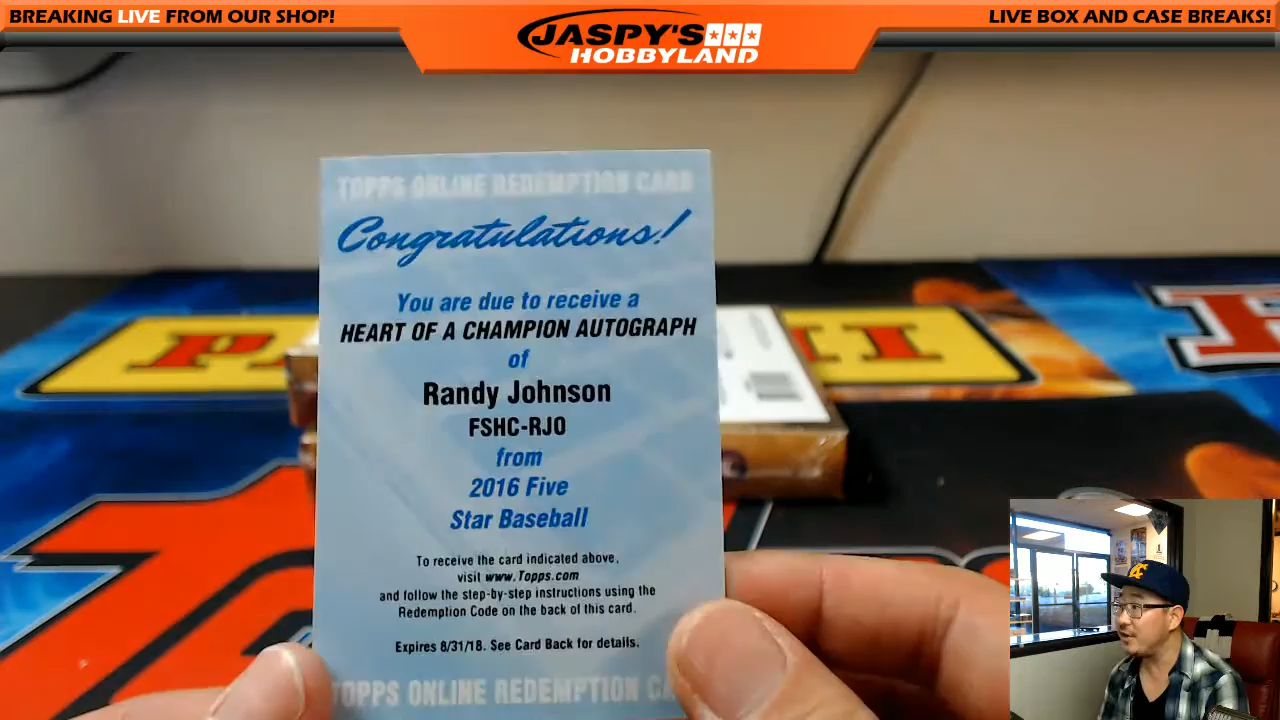 BREAKING LIVE FROM OUR SHOP!
JASPY'S
HOBBYLAND
LIVE BOX AND CASE BREAKS!
TOPPS ONLINE REDEMPTION CARD
Congratulations!
You are due to receive a
HEART OF A CHAMPION AUTOGRAPH
of
Randy Johnson
FSHC-RJO
from
2016 Five
Star Baseball
To receive the card indicated above,
visit www.Topps.com
and follow the step-by-step instructions using the
Redemption Code on the back of this card.
Expires 8/31/18. See Card Back for details.
TOPPS ONLINE REDEMPTION CA